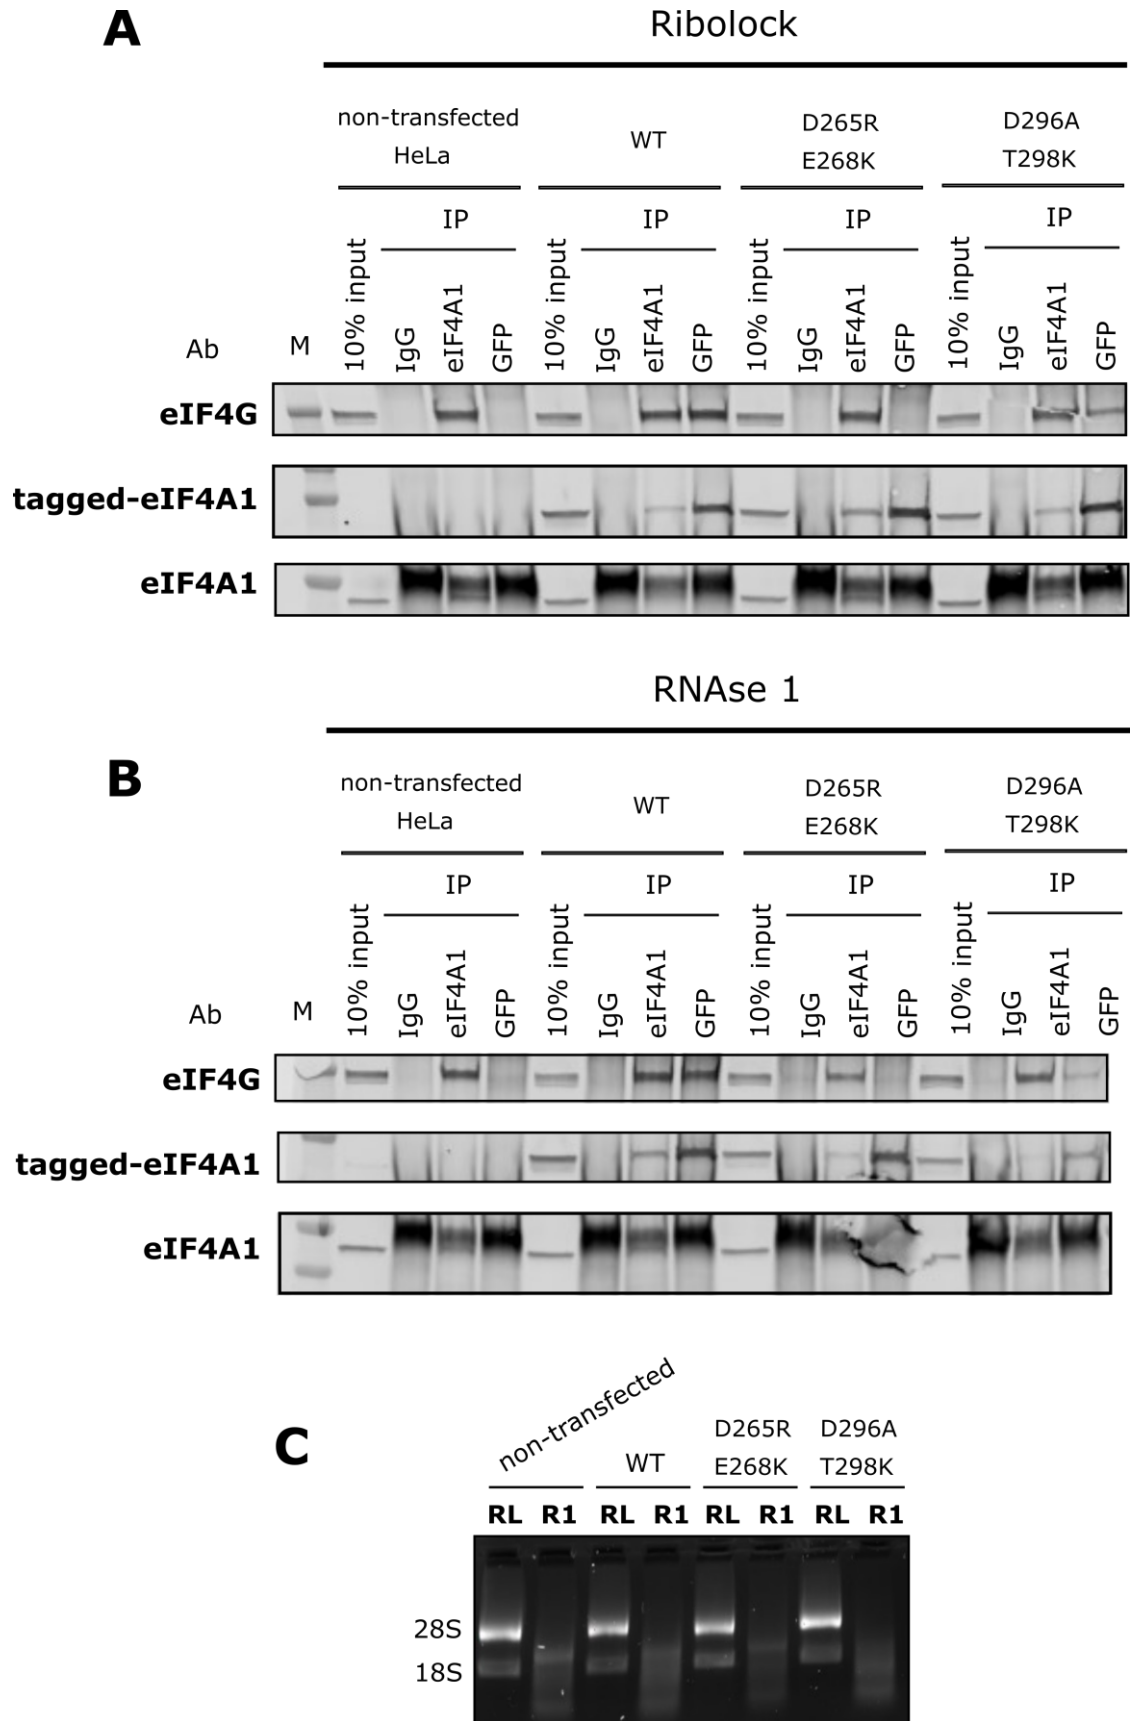 A
Ribolock
non-transfected
HeLa
WT
D265R
E268K
D296A
T298K
IP IP IP IP
Ab M 10% input IgG eIF4A1 GFP 10% input IgG eIF4A1 GFP 10% input IgG eIF4A1 GFP 10% input IgG eIF4A1 GFP
eIF4G
tagged-eIF4A1
eIF4A1
RNAse 1
B
non-transfected
HeLa
WT
D265R
E268K
D296A
T298K
IP IP IP IP
Ab M 10% input IgG eIF4A1 GFP 10% input IgG eIF4A1 GFP 10% input IgG eIF4A1 GFP 10% input IgG eIF4A1 GFP
eIF4G
tagged-eIF4A1
eIF4A1
C
non-transfected
WT
D265R
E268K
D296A
T298K
RL R1 RL R1 RL R1 RL R1
28S
18S